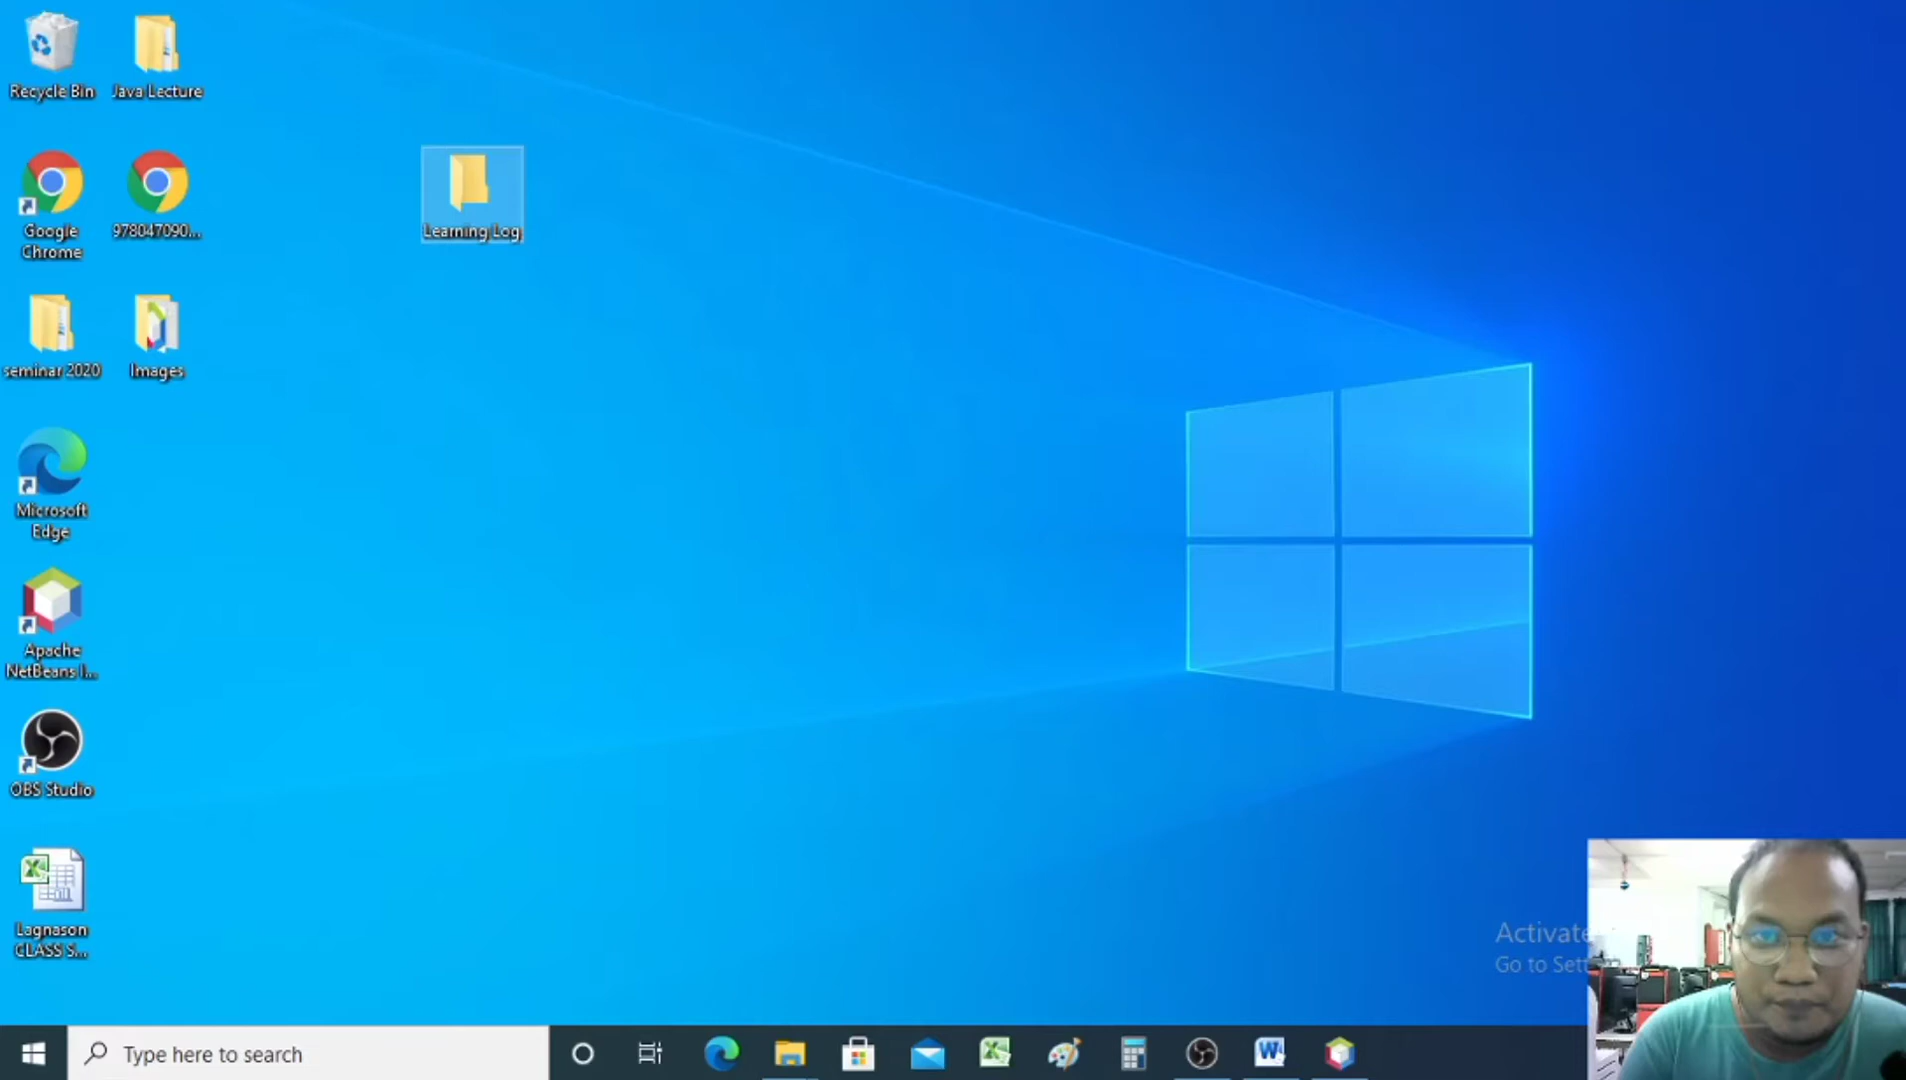 Recycle Bin
Java Lecture
Google
Chrome
978047090...
Learning Log
seminar 2020
Images
Microsoft
Edge
Apache
NetBeans I...
OBS Studio
Lagnason
CLASS S...
Activate
Go to Sett
Type here to search